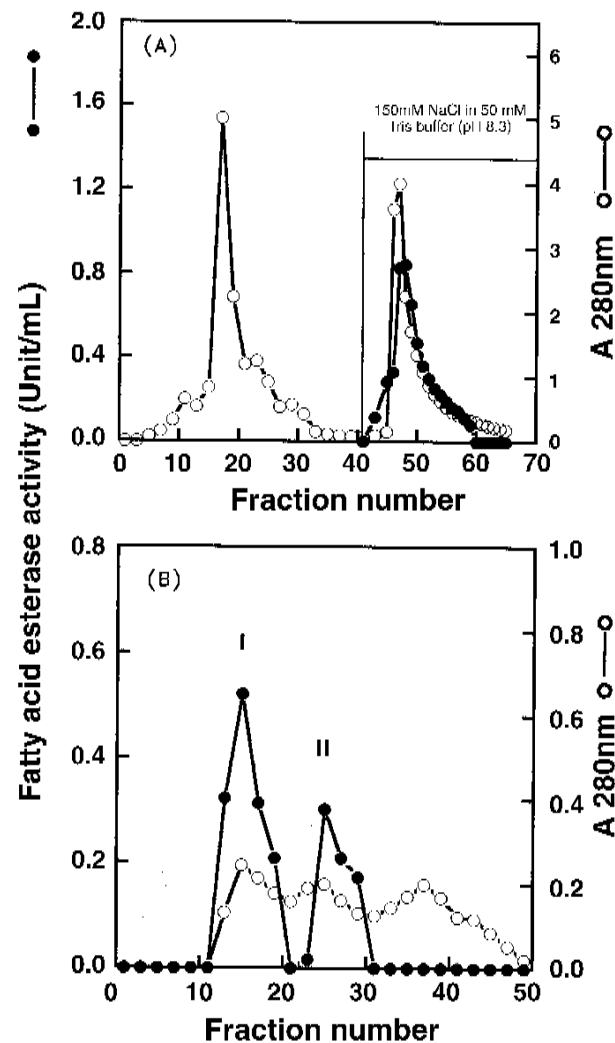 2.0
1.6
1.2
0.8
0.4
0.0
(A)
150mM NaCl in 50 mM
Tris buffer (pH 8.3)
6
5
4
3
2
1
0
0 10 20 30 40 50 60 70
Fraction number
Fatty acid esterase activity (Unit/mL)
A 280nm
0.8
0.6
0.4
0.2
0.0
(B)
I
II
1.0
0.8
0.6
0.4
0.2
0.0
0 10 20 30 40 50
Fraction number
A 280nm